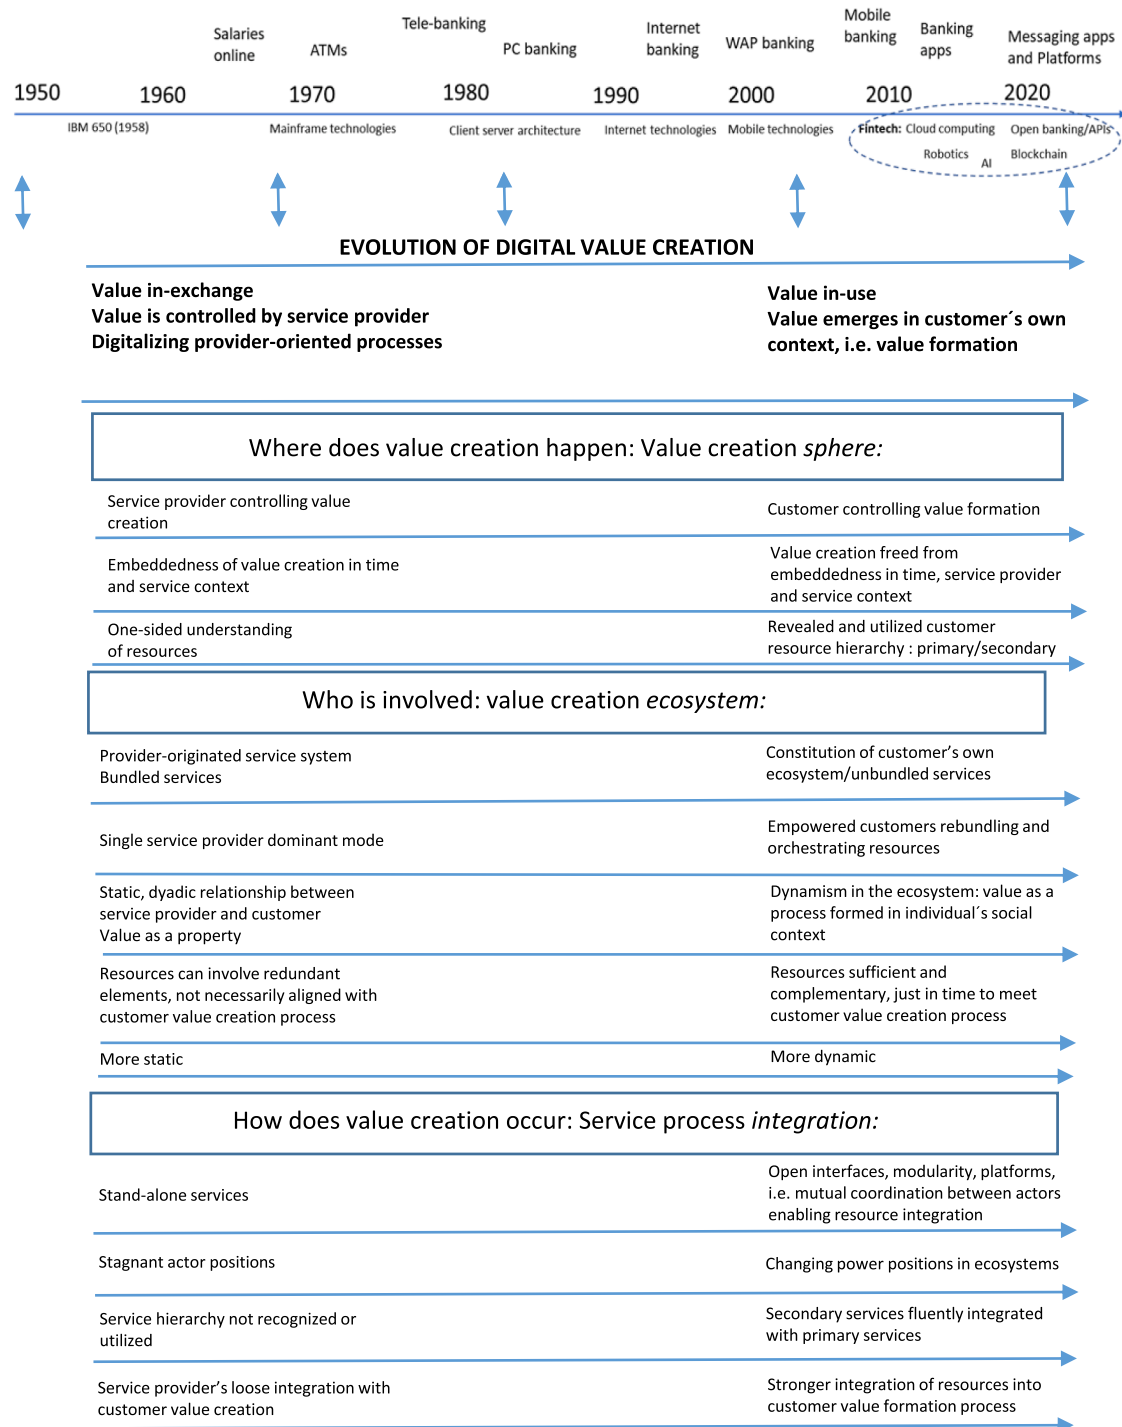 Salaries
online
ATMs
Tele-banking
PC banking
Internet
banking
WAP banking
Mobile
banking
Banking
apps
Messaging apps
and Platforms
1950 1960 1970 1980 1990 2000 2010 2020
IBM 650 (1958)
Mainframe technologies
Client server architecture
Internet technologies
Mobile technologies
Fintech: Cloud computing
Open banking/APIs
Robotics
AI
Blockchain
EVOLUTION OF DIGITAL VALUE CREATION
Value in-exchange
Value is controlled by service provider
Digitalizing provider-oriented processes
Value in-use
Value emerges in customer´s own
context, i.e. value formation
Where does value creation happen: Value creation sphere:
Service provider controlling value
creation
Customer controlling value formation
Embeddedness of value creation in time
and service context
Value creation freed from
embeddedness in time, service provider
and service context
One-sided understanding
of resources
Revealed and utilized customer
resource hierarchy : primary/secondary
Who is involved: value creation ecosystem:
Provider-originated service system
Bundled services
Constitution of customer’s own
ecosystem/unbundled services
Single service provider dominant mode
Empowered customers rebundling and
orchestrating resources
Static, dyadic relationship between
service provider and customer
Value as a property
Dynamism in the ecosystem: value as a
process formed in individual´s social
context
Resources can involve redundant
elements, not necessarily aligned with
customer value creation process
Resources sufficient and
complementary, just in time to meet
customer value creation process
More static
More dynamic
How does value creation occur: Service process integration:
Stand-alone services
Open interfaces, modularity, platforms,
i.e. mutual coordination between actors
enabling resource integration
Stagnant actor positions
Changing power positions in ecosystems
Service hierarchy not recognized or
utilized
Secondary services fluently integrated
with primary services
Service provider’s loose integration with
customer value creation
Stronger integration of resources into
customer value formation process